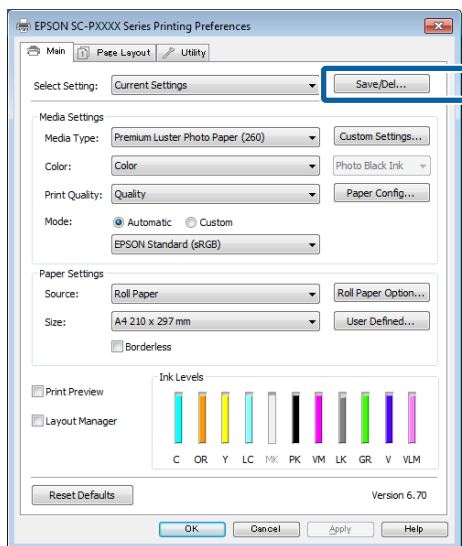 EPSON SC-PXXXX Series Printing Preferences
Main Page Layout Utility
Select Setting: Current Settings Save/Del...
Media Settings
Media Type: Premium Luster Photo Paper (260) Custom Settings...
Color: Color Photo Black Ink
Print Quality: Quality Paper Config...
Mode: Automatic Custom
EPSON Standard (sRGB)
Paper Settings
Source: Roll Paper Roll Paper Option...
Size: A4 210 x 297 mm User Defined...
Borderless
Ink Levels
Print Preview
Layout Manager
C OR Y LC MK PK VM LK GR V VLM
Reset Defaults Version 6.70
OK Cancel Apply Help